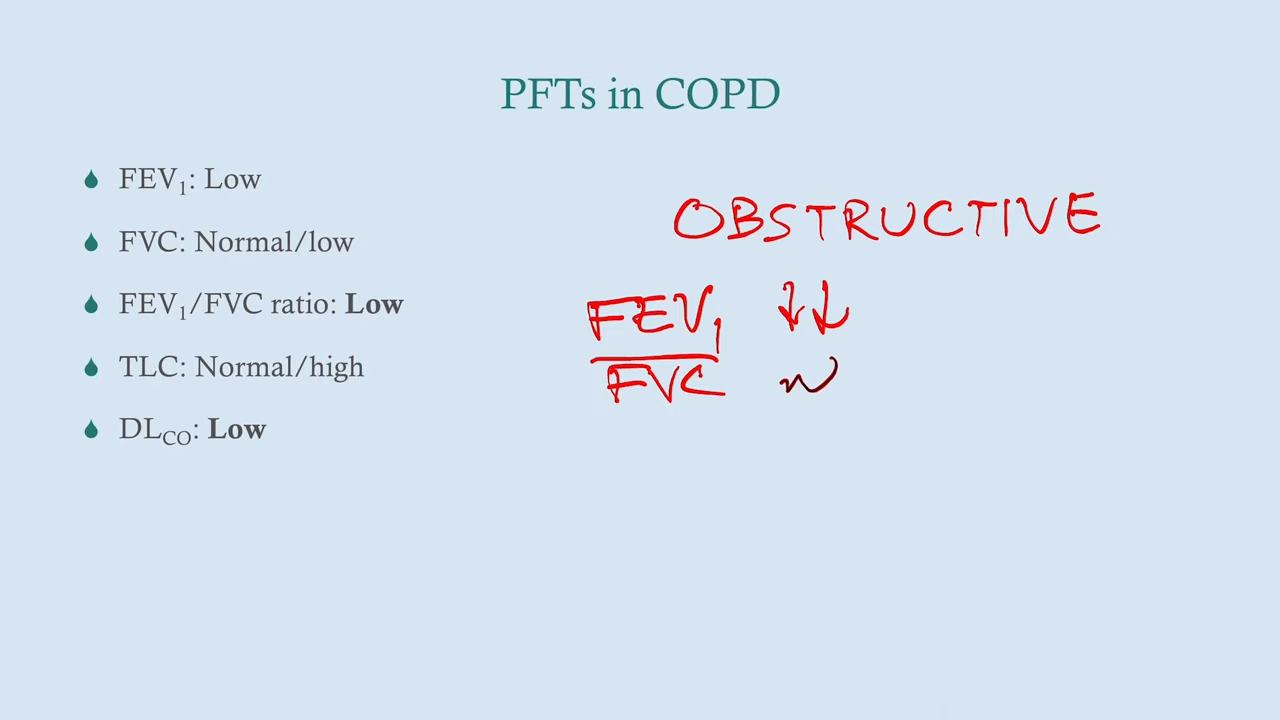 PFTs in COPD
FEV₁: Low
FVC: Normal/low
FEV₁/FVC ratio: Low
TLC: Normal/high
DL_CO: Low
OBSTRUCTIVE
FEV₁ ↓↓
FVC N